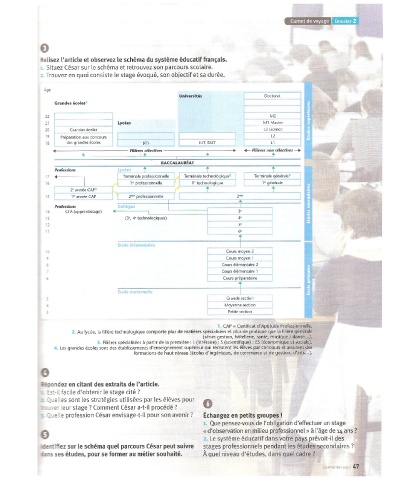 Carnet de voyage | Dossier 2
3
Relisez l'article et observez le schéma du système éducatif français.
1. Situez César sur le schéma et retrouvez son parcours scolaire.
2. Trouvez en quoi consiste le stage évoqué, son objectif et sa durée.
Âge
Universités
Doctorat
Grandes écoles⁴
22
M2
21
Lycées
M1 Master
20
Grandes écoles
L3 Licence
19
Préparation aux concours
L2
18
des grandes écoles
BTS
IUT, DUT
L1
Filières sélectives
Filières non sélectives
BACCALAURÉAT
Profession
Lycées
17
Terminale professionnelle
Terminale technologique²
Terminale générale³
16
1re professionnelle
1re technologique
1re générale
2e année CAP¹
15
1re année CAP
2nde professionnelle
2nde
Profession
Collèges
14
CFA (apprentissage)
(3e, 4e technologiques)
3e
13
4e
12
5e
11
6e
École élémentaire
10
Cours moyen 2
9
Cours moyen 1
8
Cours élémentaire 2
7
Cours élémentaire 1
6
Cours préparatoire
École maternelle
5
Grande section
4
Moyenne section
3
Petite section
1. CAP = Certificat d'Aptitude Professionnelle.
2. Au lycée, la filière technologique comporte plus de matières spécialisées et plus de pratique que la filière générale
3. Filières spécialisées à partir de la première : L (littéraire) ; S (scientifique) ; ES (économique et sociale).
4. Les grandes écoles sont des établissements d'enseignement supérieur qui recrutent les élèves par concours et assurent des
formations de haut niveau (écoles d'ingénieurs, de commerce et de gestion,
4
Répondez en citant des extraits de l'article.
1. Est-il facile d'obtenir le stage cité ?
2. Quelles sont les stratégies utilisées par les élèves pour
trouver leur stage ? Comment César a-t-il procédé ?
3. Quelle profession César envisage-t-il pour son avenir ?
5
Identifiez sur le schéma quel parcours César peut suivre
dans ses études, pour se former au métier souhaité.
6
Échangez en petits groupes !
1. Que pensez-vous de l'obligation d'effectuer un stage
« d'observation en milieu professionnel » à l'âge de 14 ans ?
2. Le système éducatif dans votre pays prévoit-il des
stages professionnels pendant les études secondaires ?
À quel niveau d'études, dans quel cadre ?
47